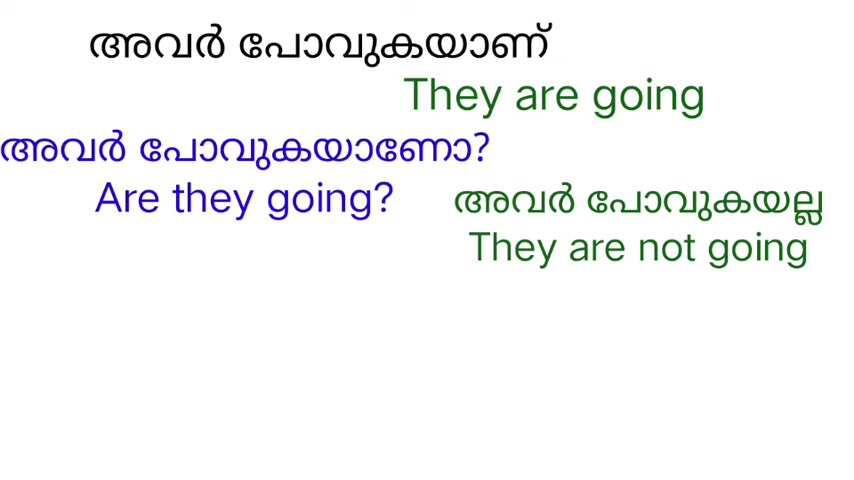 അവർ പോവുകയാണ്
They are going
അവർ പോവുകയാണോ?
Are they going?
അവർ പോവുകയല്ല
They are not going